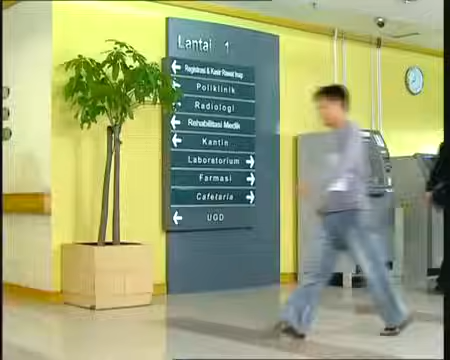 Lantai 1
Registrasi & Kasir Rawat Inap
Poliklinik
Radiologi
Rehabilitasi Medik
Kantin
Laboratorium
Farmasi
Cafetaria
UGD